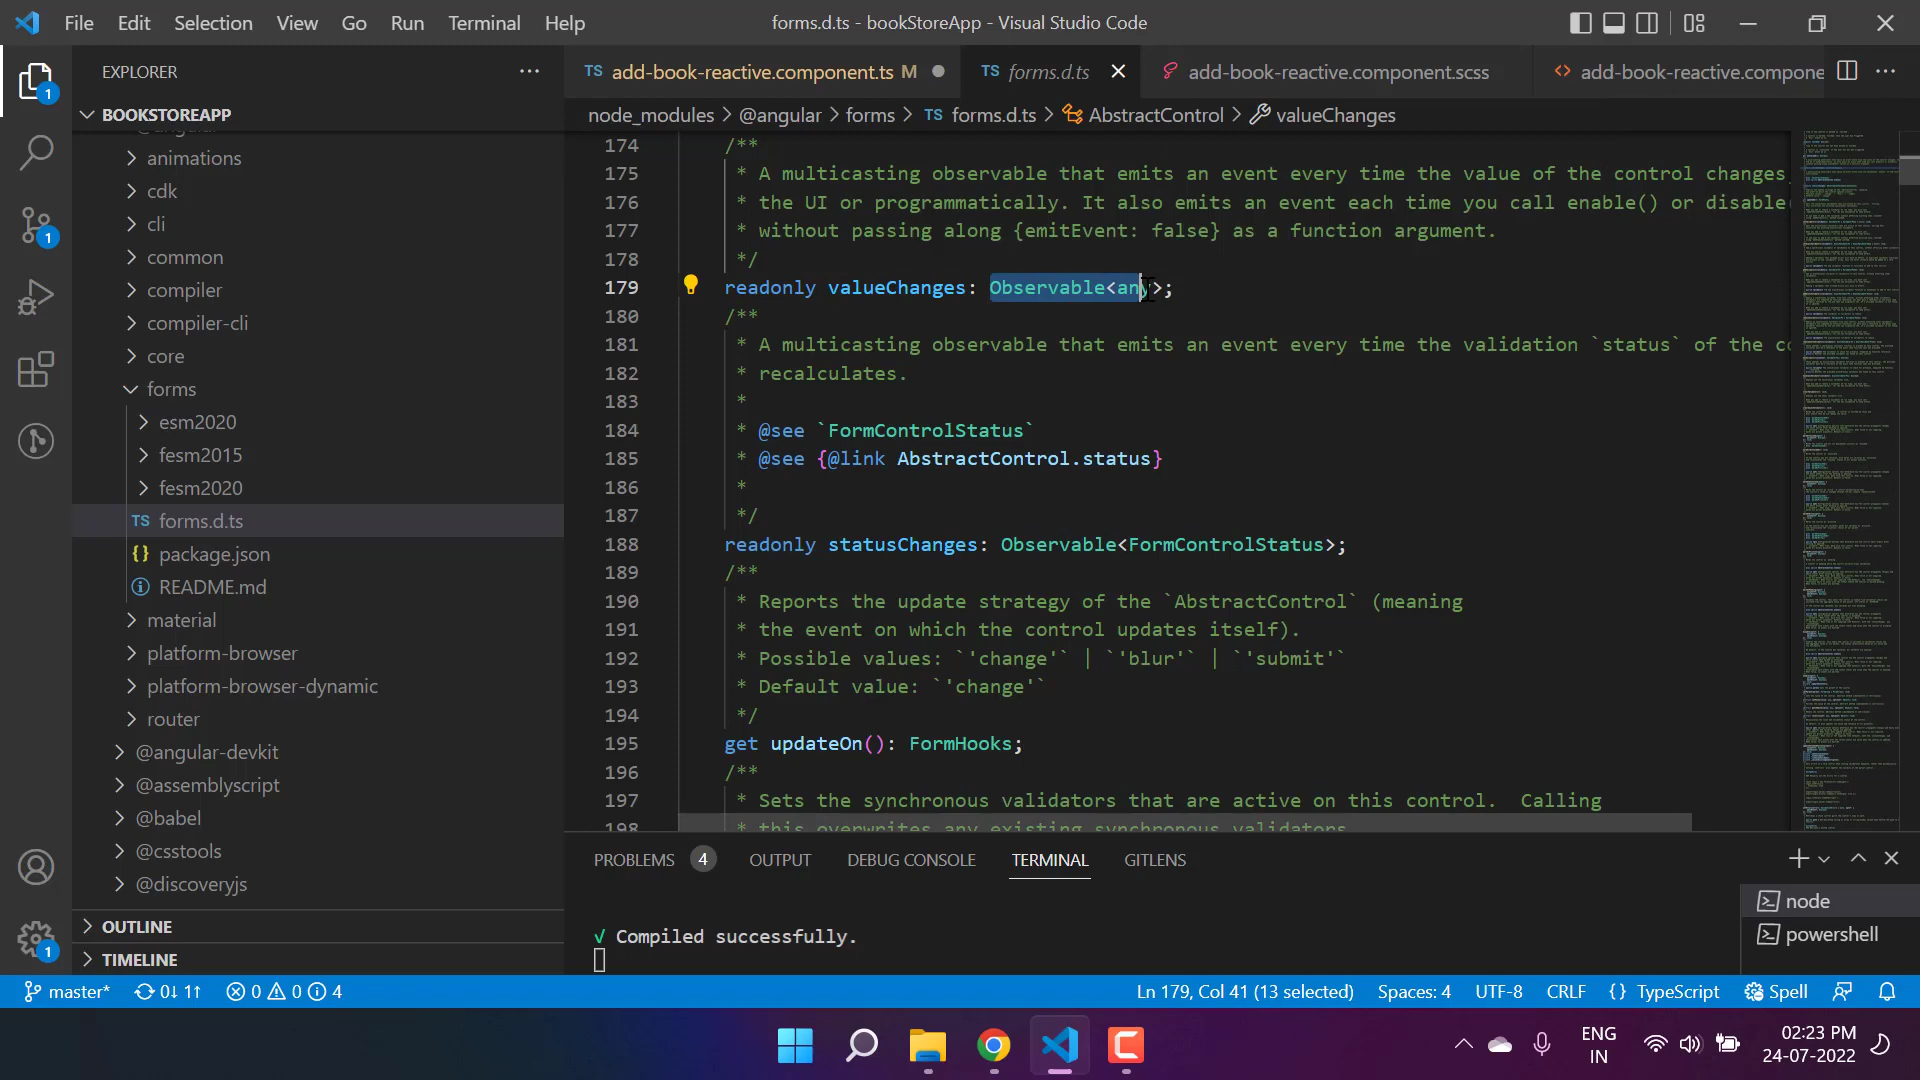 File Edit Selection View Go Run Terminal Help
forms.d.ts - bookStoreApp - Visual Studio Code
EXPLORER
TS add-book-reactive.component.ts M
TS forms.d.ts
add-book-reactive.component.scss
add-book-reactive.compone
BOOKSTOREAPP
node_modules > @angular > forms > TS forms.d.ts > AbstractControl > valueChanges
animations
cdk
cli
common
compiler
compiler-cli
core
forms
esm2020
fesm2015
fesm2020
TS forms.d.ts
{} package.json
README.md
material
platform-browser
platform-browser-dynamic
router
@angular-devkit
@assemblyscript
@babel
@csstools
@discoveryjs
OUTLINE
TIMELINE
174 /**
175 * A multicasting observable that emits an event every time the value of the control changes,
176 * the UI or programmatically. It also emits an event each time you call enable() or disable
177 * without passing along {emitEvent: false} as a function argument.
178 */
179 readonly valueChanges: Observable<any>;
180 /**
181 * A multicasting observable that emits an event every time the validation `status` of the co
182 * recalculates.
183 *
184 * @see `FormControlStatus`
185 * @see {@link AbstractControl.status}
186 *
187 */
188 readonly statusChanges: Observable<FormControlStatus>;
189 /**
190 * Reports the update strategy of the `AbstractControl` (meaning
191 * the event on which the control updates itself).
192 * Possible values: `'change'` | `'blur'` | `'submit'`
193 * Default value: `'change'`
194 */
195 get updateOn(): FormHooks;
196 /**
197 * Sets the synchronous validators that are active on this control.  Calling
198 * this overwrites any existing synchronous validators
PROBLEMS 4 OUTPUT DEBUG CONSOLE TERMINAL GITLENS
√ Compiled successfully.
node
powershell
1
1
1
master* 0↓ 1↑ 0 0 4
Ln 179, Col 41 (13 selected) Spaces: 4 UTF-8 CRLF {} TypeScript Spell
ENG
IN
02:23 PM
24-07-2022